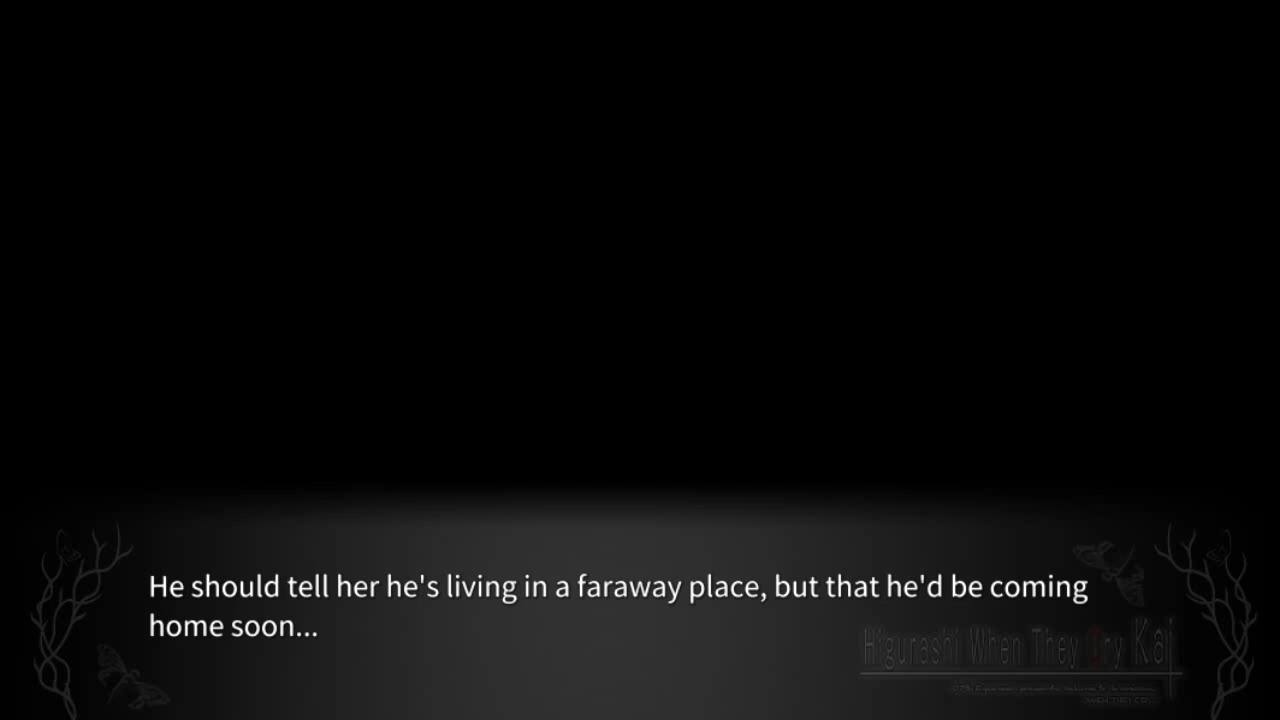 He should tell her he's living in a faraway place, but that he'd be coming
home soon...
Higurashi When They Cry Kai